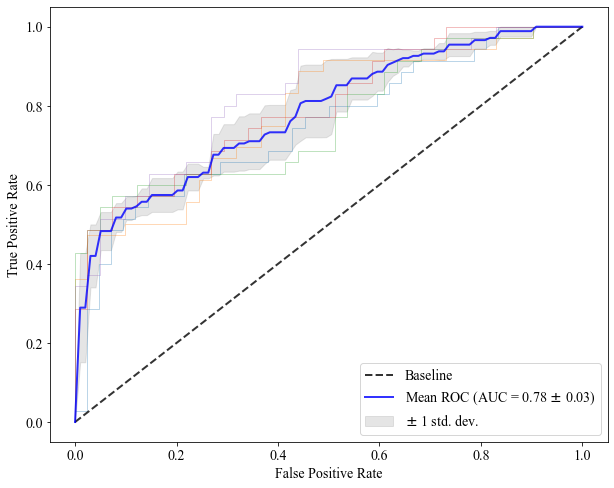 1.0
0.8
0.6
0.4
0.2
0.0
True Positive Rate
0.0 0.2 0.4 0.6 0.8 1.0
False Positive Rate
Baseline
Mean ROC (AUC = 0.78 ± 0.03)
± 1 std. dev.